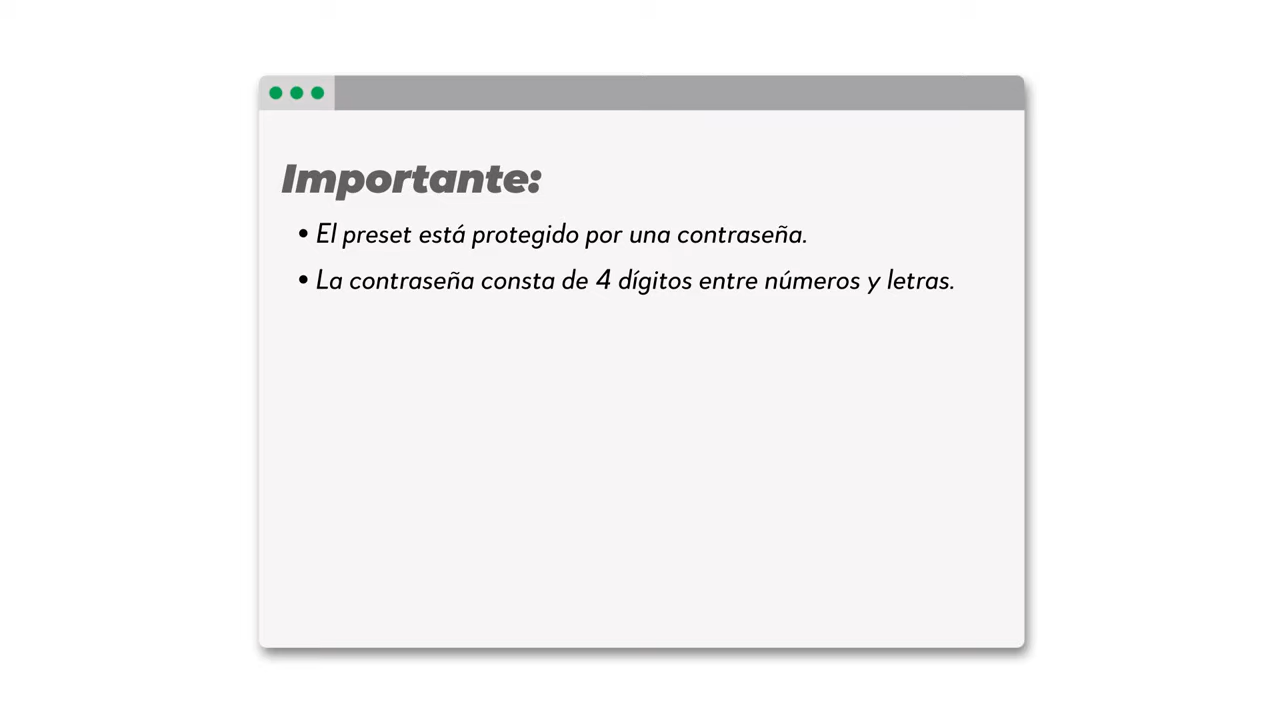 Importante:
• El preset está protegido por una contraseña.
• La contraseña consta de 4 dígitos entre números y letras.